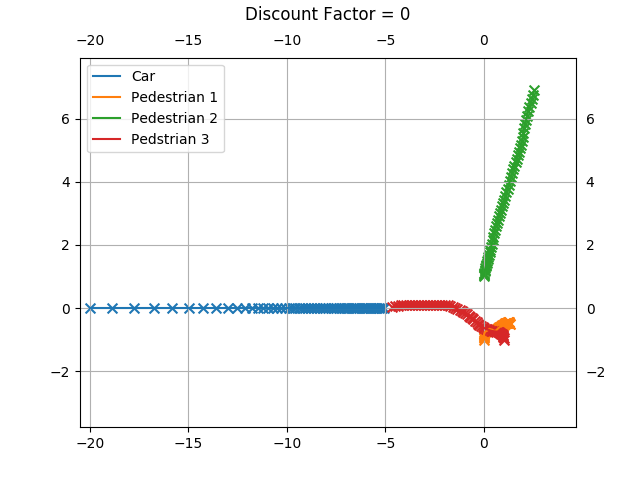 Discount Factor = 0
−20 −15 −10 −5 0
Car
Pedestrian 1
Pedestrian 2
Pedstrian 3
6 6
4 4
2 2
0 0
−2 −2
−20 −15 −10 −5 0